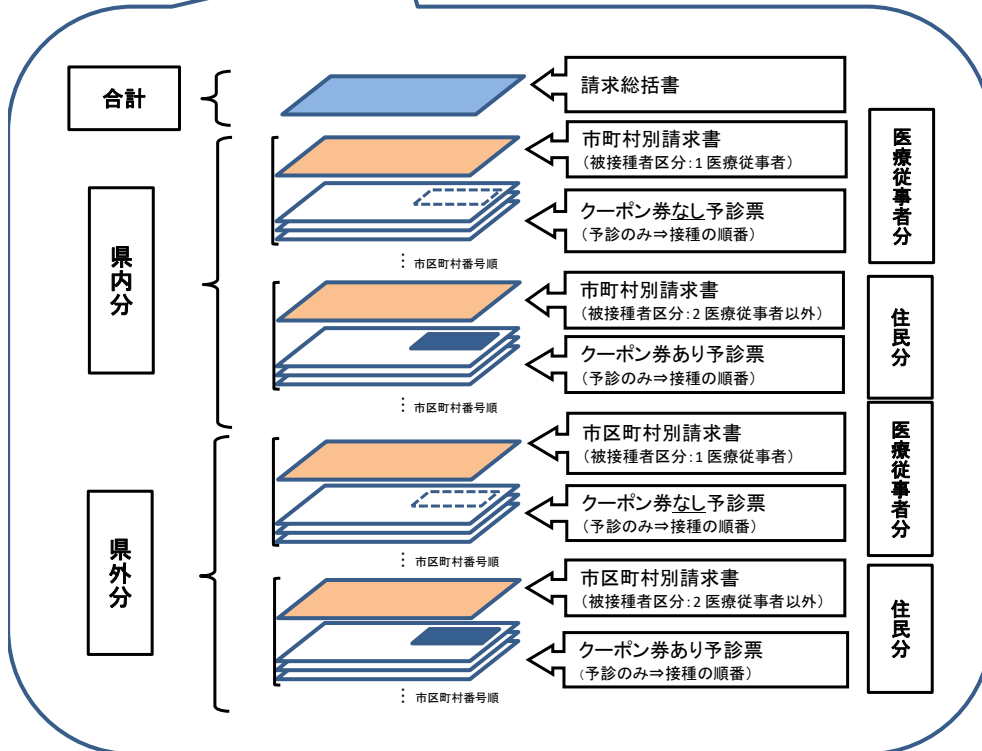 合計
請求総括書
県内分
市町村別請求書
（被接種者区分：1 医療従事者）
クーポン券なし予診票
（予診のみ⇒接種の順番）
医療従事者分
⋮ 市区町村番号順
市町村別請求書
（被接種者区分：2 医療従事者以外）
クーポン券あり予診票
（予診のみ⇒接種の順番）
住民分
⋮ 市区町村番号順
県外分
市区町村別請求書
（被接種者区分：1 医療従事者）
クーポン券なし予診票
（予診のみ⇒接種の順番）
医療従事者分
⋮ 市区町村番号順
市区町村別請求書
（被接種者区分：2 医療従事者以外）
クーポン券あり予診票
（予診のみ⇒接種の順番）
住民分
⋮ 市区町村番号順